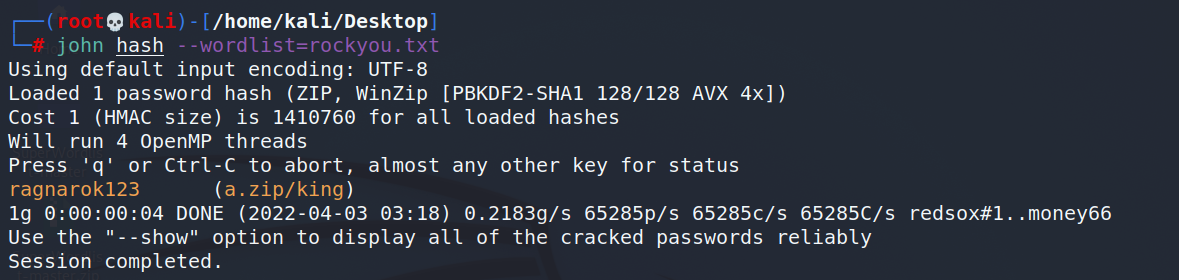 ┌──(root💀kali)-[/home/kali/Desktop]
└─# john hash --wordlist=rockyou.txt
Using default input encoding: UTF-8
Loaded 1 password hash (ZIP, WinZip [PBKDF2-SHA1 128/128 AVX 4x])
Cost 1 (HMAC size) is 1410760 for all loaded hashes
Will run 4 OpenMP threads
Press 'q' or Ctrl-C to abort, almost any other key for status
ragnarok123      (a.zip/king)
1g 0:00:00:04 DONE (2022-04-03 03:18) 0.2183g/s 65285p/s 65285c/s 65285C/s redsox#1..money66
Use the "--show" option to display all of the cracked passwords reliably
Session completed.